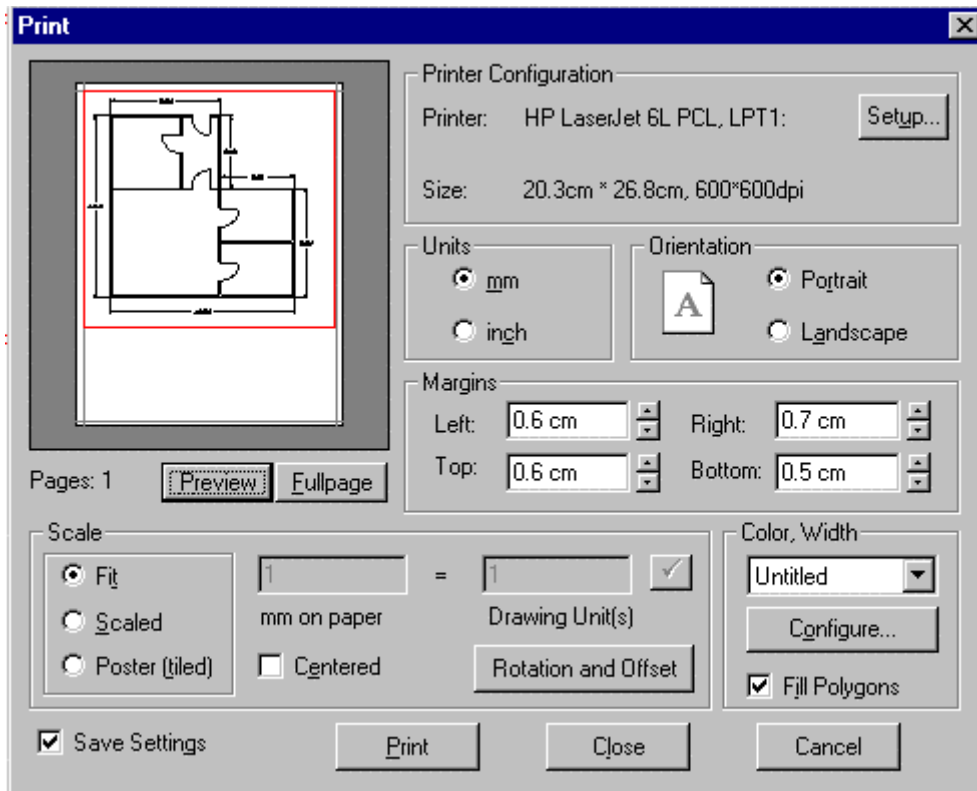 Print
Printer Configuration
Printer: HP LaserJet 6L PCL, LPT1: Setup...
Size: 20.3cm * 26.8cm, 600*600dpi
Units
mm
inch
Orientation
A
Portrait
Landscape
Margins
Left: 0.6 cm Right: 0.7 cm
Top: 0.6 cm Bottom: 0.5 cm
Pages: 1 Preview Fullpage
Scale
Fit
Scaled
Poster (tiled)
1 = 1
mm on paper Drawing Unit(s)
Centered Rotation and Offset
Color, Width
Untitled
Configure...
Fill Polygons
Save Settings Print Close Cancel